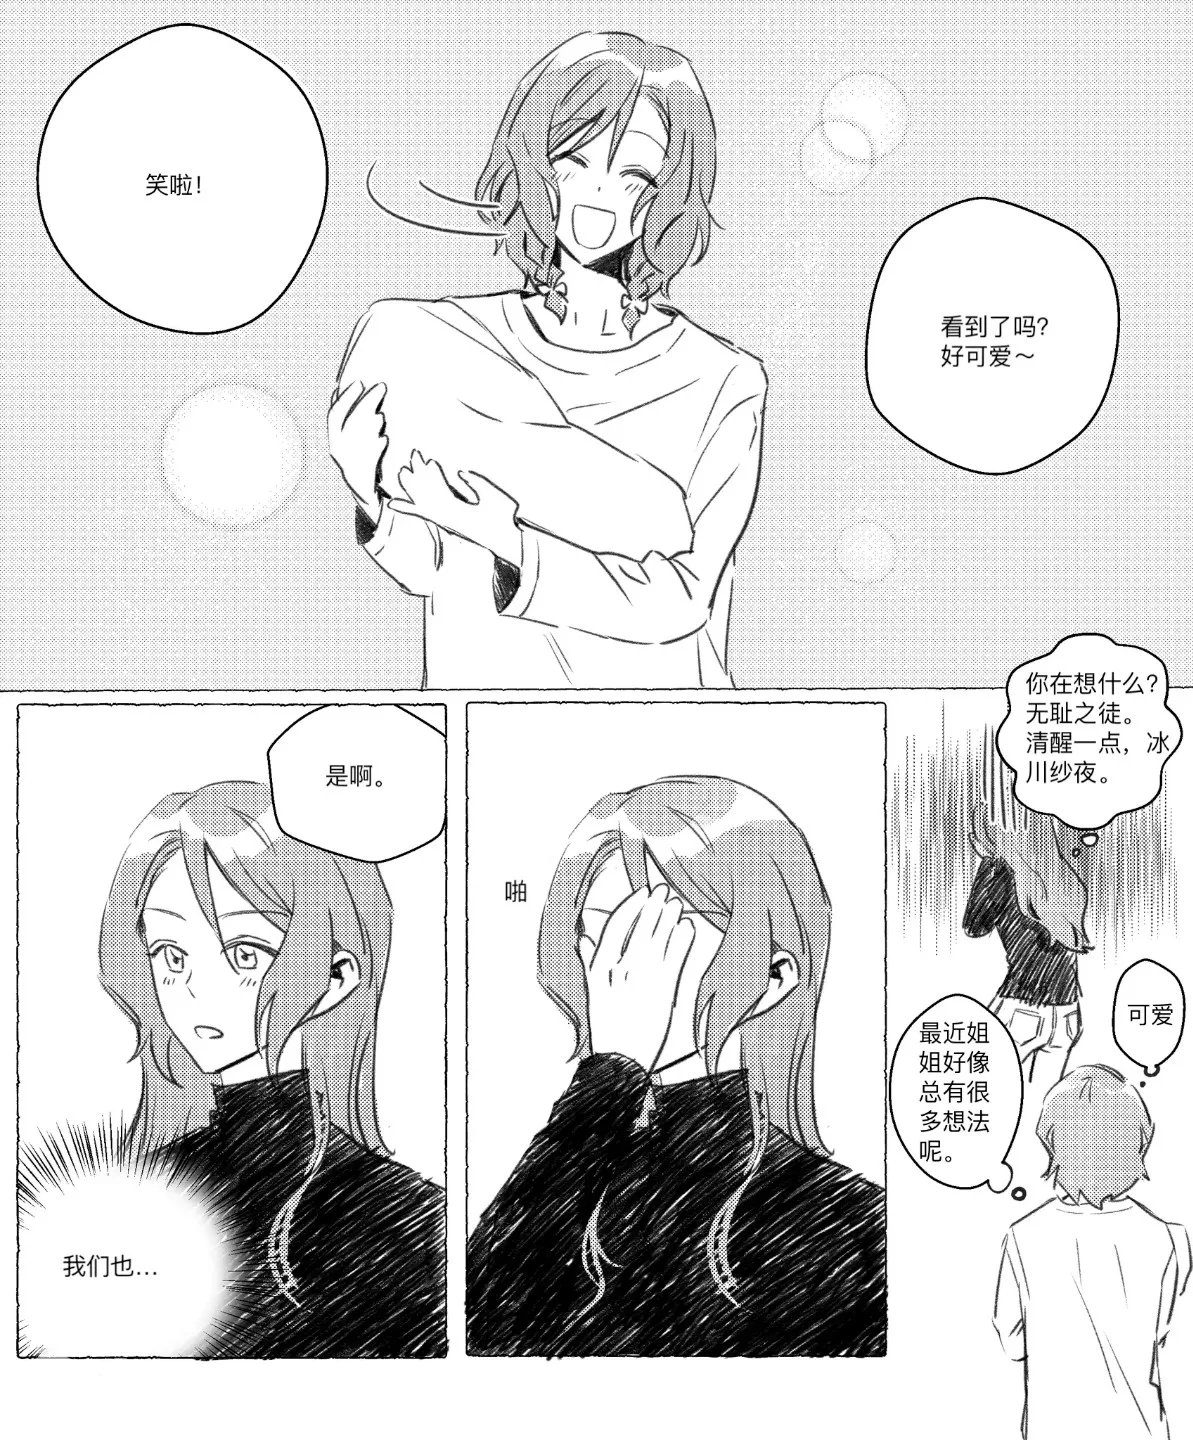 笑啦！
看到了吗？
好可爱～
是啊。
我们也...
啪
你在想什么？
无耻之徒。
清醒一点，冰
川纱夜。
可爱
最近姐
姐好像
总有很
多想法
呢。